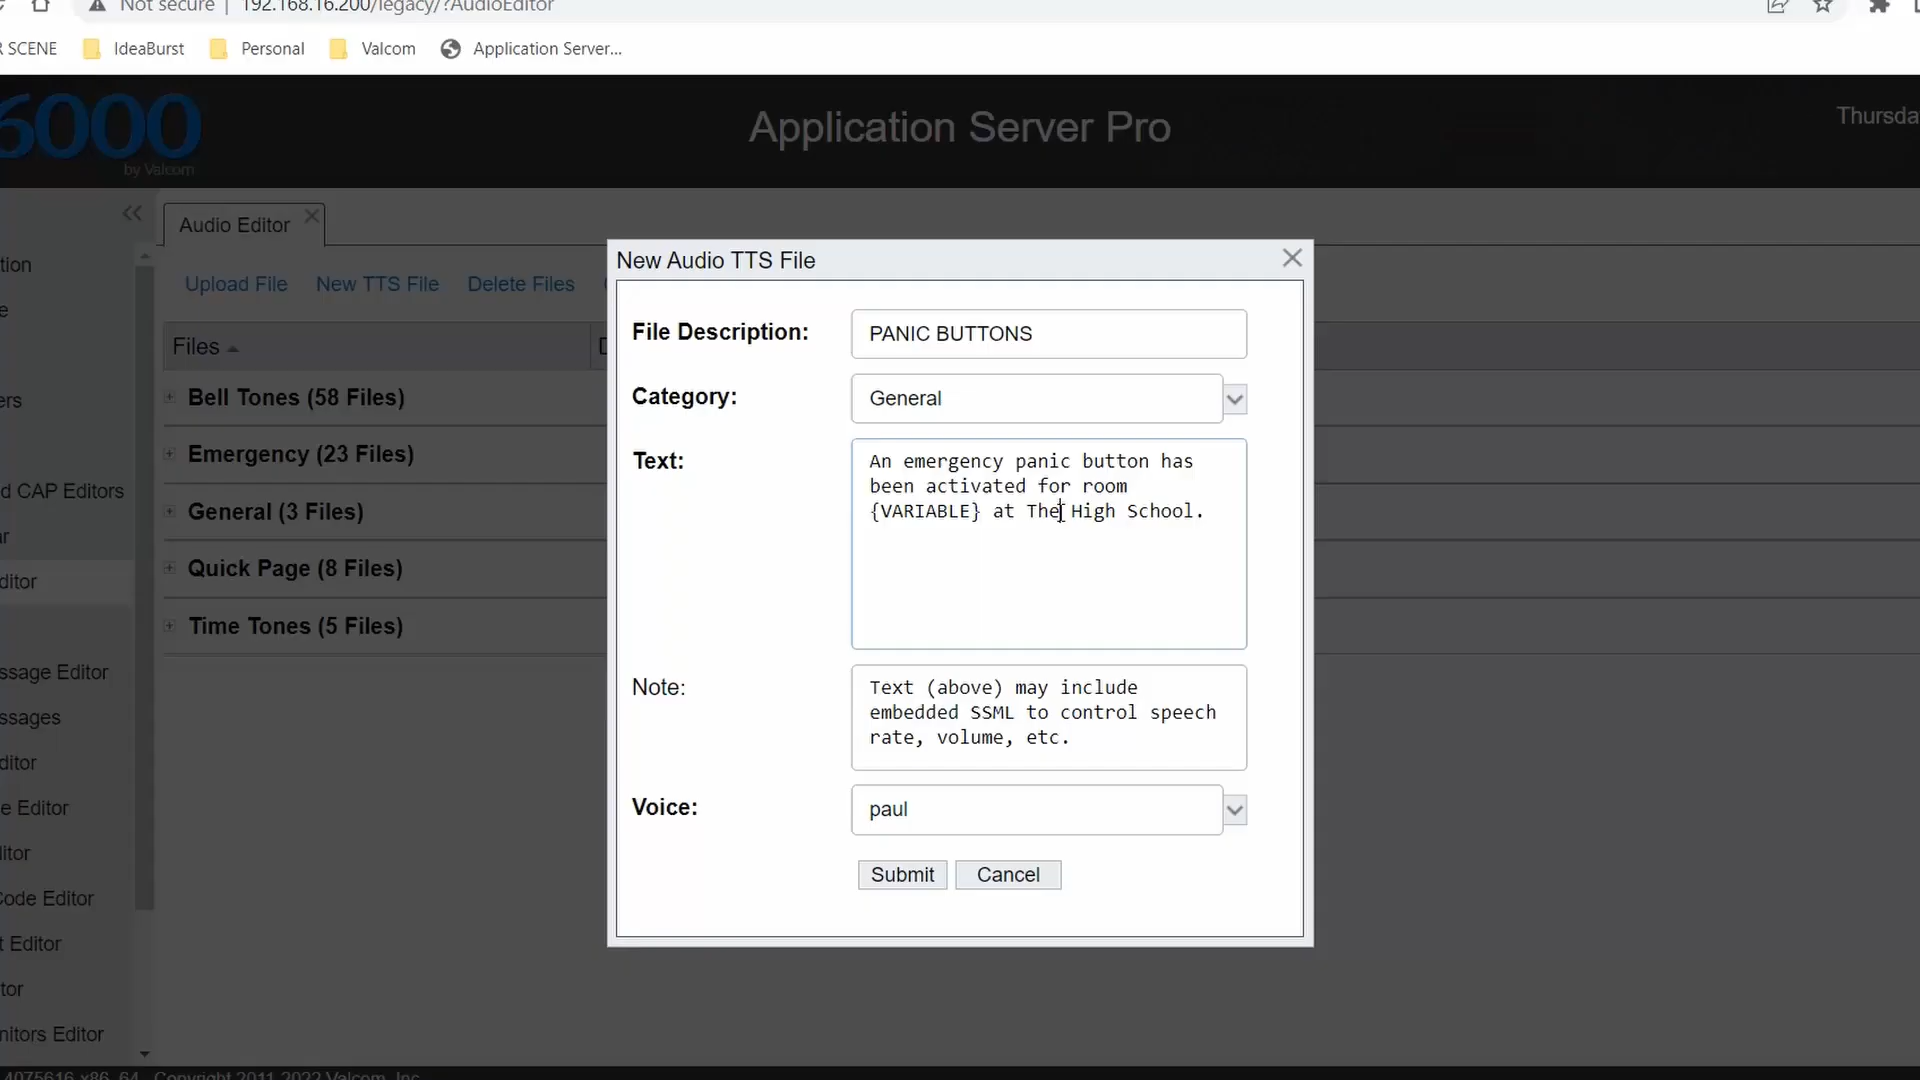 Not secure | 192.168.16.200/legacy/?AudioEditor
R SCENE IdeaBurst Personal Valcom Application Server...
6000
by Valcom
Application Server Pro
Thursda
Audio Editor
Upload File New TTS File Delete Files
Files
Bell Tones (58 Files)
Emergency (23 Files)
General (3 Files)
Quick Page (8 Files)
Time Tones (5 Files)
tion
e
ers
d CAP Editors
ar
ditor
ssage Editor
ssages
ditor
e Editor
ditor
Code Editor
t Editor
tor
nitors Editor
4075616 x86_64 Copyright 2011-2022 Valcom, Inc.
New Audio TTS File
File Description: PANIC BUTTONS
Category: General
Text: An emergency panic button has
been activated for room
{VARIABLE} at The High School.
Note: Text (above) may include
embedded SSML to control speech
rate, volume, etc.
Voice: paul
Submit Cancel